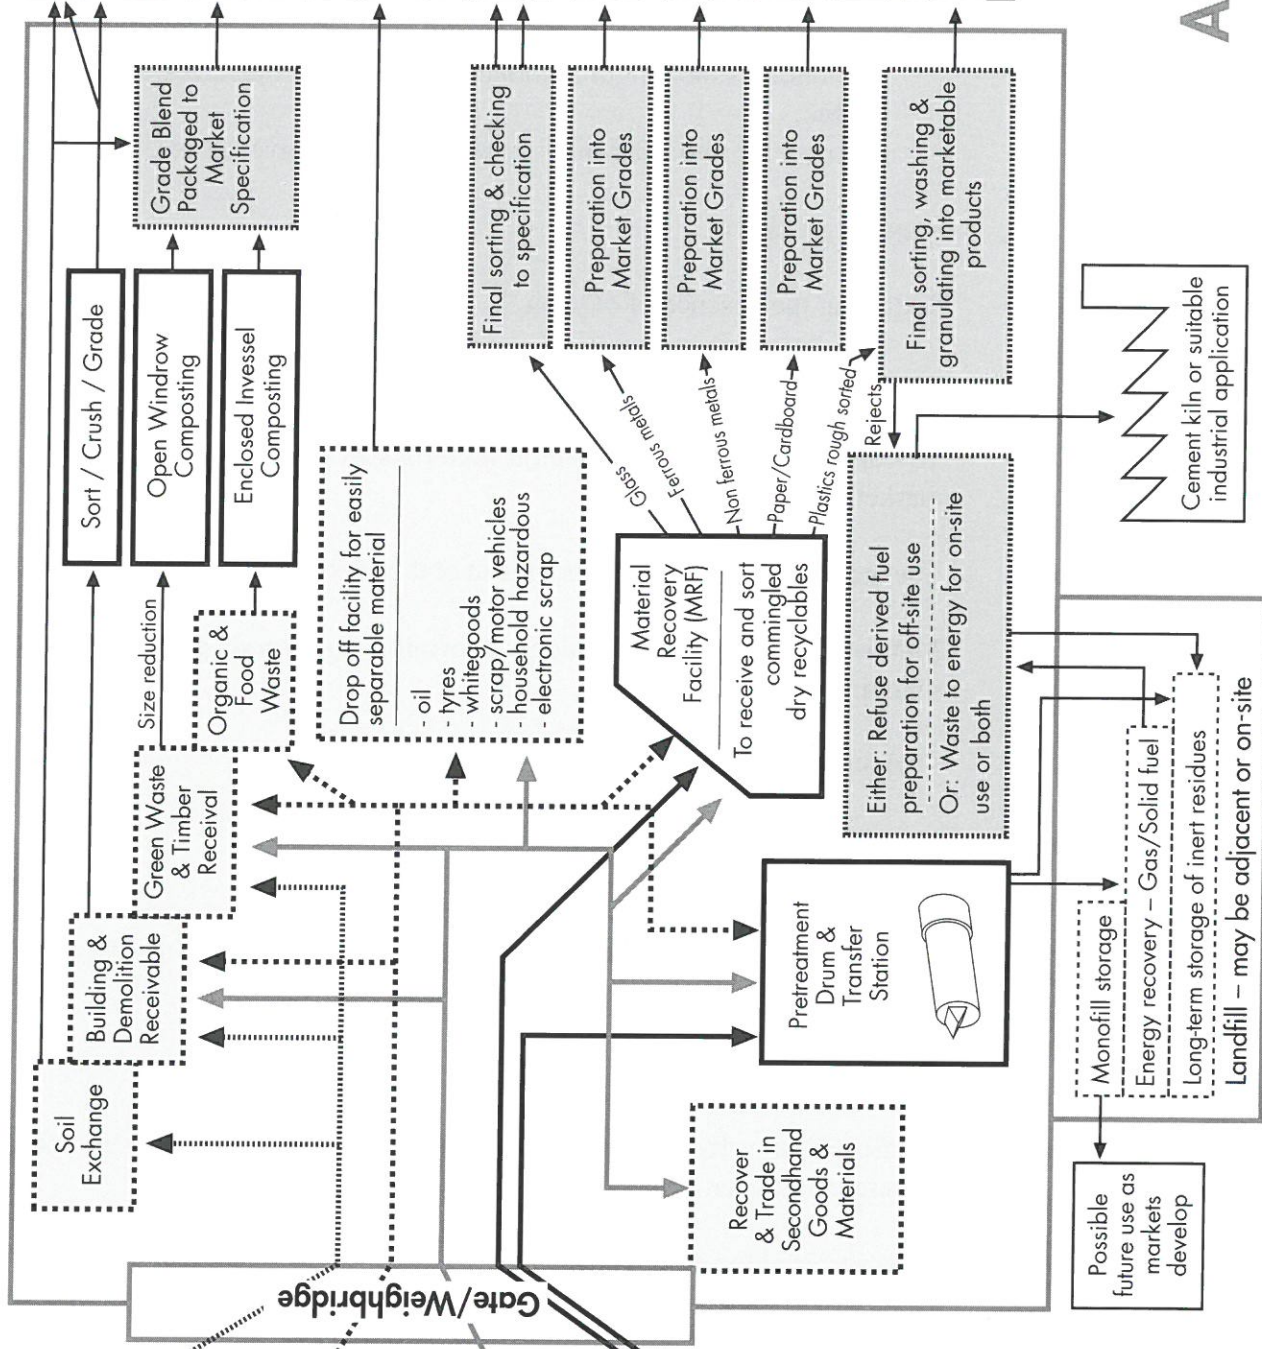 Gate/Weighbridge
Soil
Exchange
Building &
Demolition
Receivable
Green Waste
& Timber
Receival
Size reduction
Organic &
Food
Waste
Sort / Crush / Grade
Open Windrow
Composting
Enclosed Invessel
Composting
Grade Blend
Packaged to
Market
Specification
Drop off facility for easily
separable material
- oil
- tyres
- whitegoods
- scrap/motor vehicles
- household hazardous
- electronic scrap
Material
Recovery
Facility (MRF)
To receive and sort
commingled
dry recyclables
Glass
Ferrous metals
Non ferrous metals
Paper/Cardboard
Plastics rough sorted
Final sorting & checking
to specification
Preparation into
Market Grades
Preparation into
Market Grades
Preparation into
Market Grades
Final sorting, washing &
granulating into marketable
products
Rejects
Recover
& Trade in
Secondhand
Goods &
Materials
Pretreatment
Drum &
Transfer
Station
Either: Refuse derived fuel
preparation for off-site use
Or: Waste to energy for on-site
use or both
Cement kiln or suitable
industrial application
Possible
future use as
markets
develop
Monofill storage
Energy recovery – Gas/Solid fuel
Long-term storage of inert residues
Landfill – may be adjacent or on-site
A